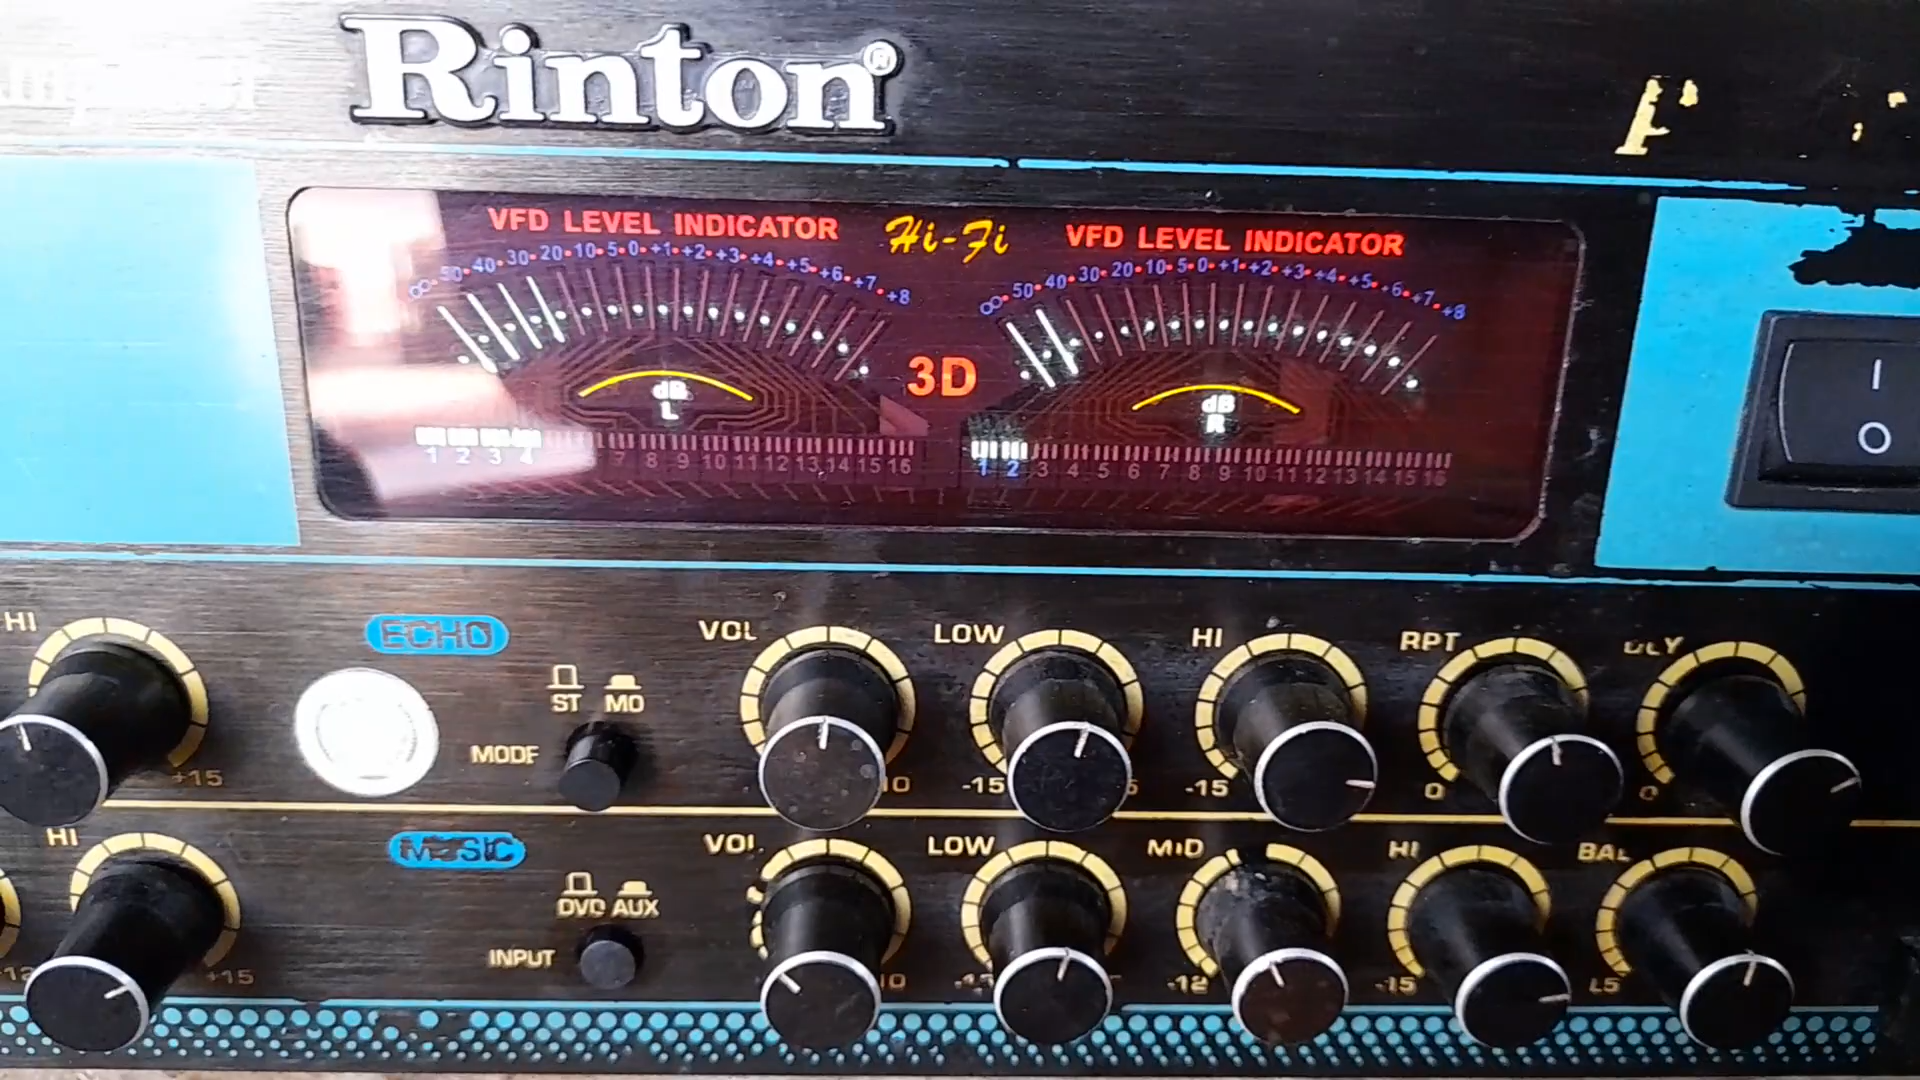 Rinton®
VFD LEVEL INDICATOR Hi-Fi VFD LEVEL INDICATOR
∞ 50 40 30 20 10 5 0 +1 +2 +3 +4 +5 +6 +7 +8
∞ 50 40 30 20 10 5 0 +1 +2 +3 +4 +5 +6 +7 +8
3D
dB
L
dB
R
1 2 3 4 7 8 9 10 11 12 13 14 15 16
1 2 3 4 5 6 7 8 9 10 11 12 13 14 15 16
I
O
HI ECHO VOL LOW HI RPT DLY
ST MO
MODE
+15 10 -15 -15 0 0
HI MUSIC VOL LOW MID HI BAL
DVD AUX
INPUT
+15 10 -12 -15